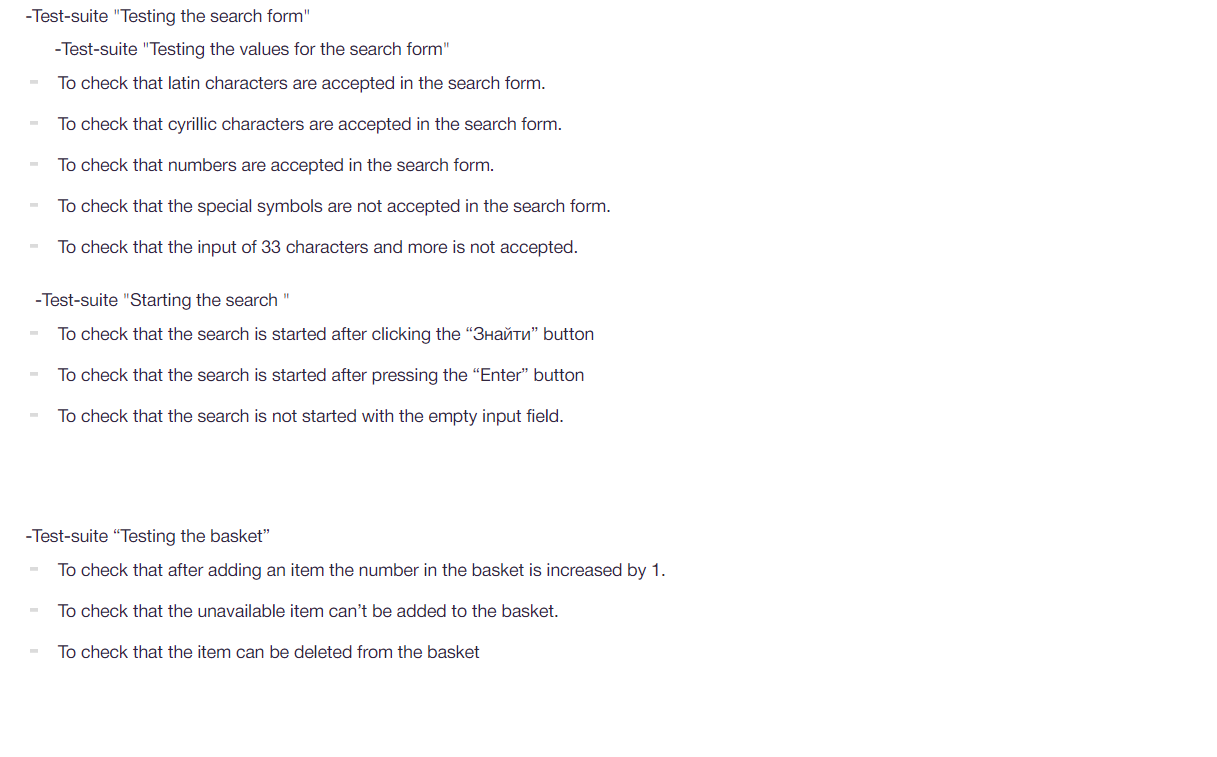 -Test-suite "Testing the search form"
-Test-suite "Testing the values for the search form"
- To check that latin characters are accepted in the search form.
- To check that cyrillic characters are accepted in the search form.
- To check that numbers are accepted in the search form.
- To check that the special symbols are not accepted in the search form.
- To check that the input of 33 characters and more is not accepted.
-Test-suite "Starting the search "
- To check that the search is started after clicking the “Знайти” button
- To check that the search is started after pressing the “Enter” button
- To check that the search is not started with the empty input field.
-Test-suite “Testing the basket”
- To check that after adding an item the number in the basket is increased by 1.
- To check that the unavailable item can’t be added to the basket.
- To check that the item can be deleted from the basket